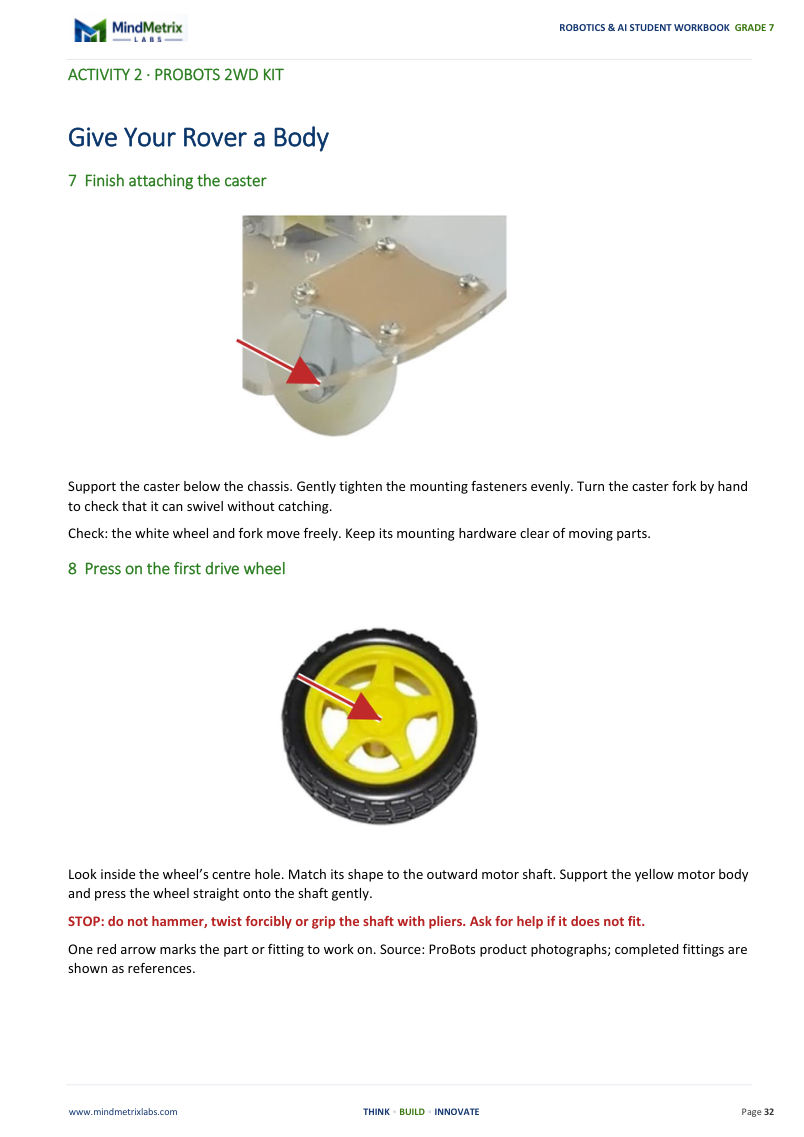 MindMetrix
LABS
ROBOTICS & AI STUDENT WORKBOOK GRADE 7
ACTIVITY 2 · PROBOTS 2WD KIT
Give Your Rover a Body
7 Finish attaching the caster
Support the caster below the chassis. Gently tighten the mounting fasteners evenly. Turn the caster fork by hand
to check that it can swivel without catching.
Check: the white wheel and fork move freely. Keep its mounting hardware clear of moving parts.
8 Press on the first drive wheel
Look inside the wheel’s centre hole. Match its shape to the outward motor shaft. Support the yellow motor body
and press the wheel straight onto the shaft gently.
STOP: do not hammer, twist forcibly or grip the shaft with pliers. Ask for help if it does not fit.
One red arrow marks the part or fitting to work on. Source: ProBots product photographs; completed fittings are
shown as references.
www.mindmetrixlabs.com
THINK • BUILD • INNOVATE
Page 32